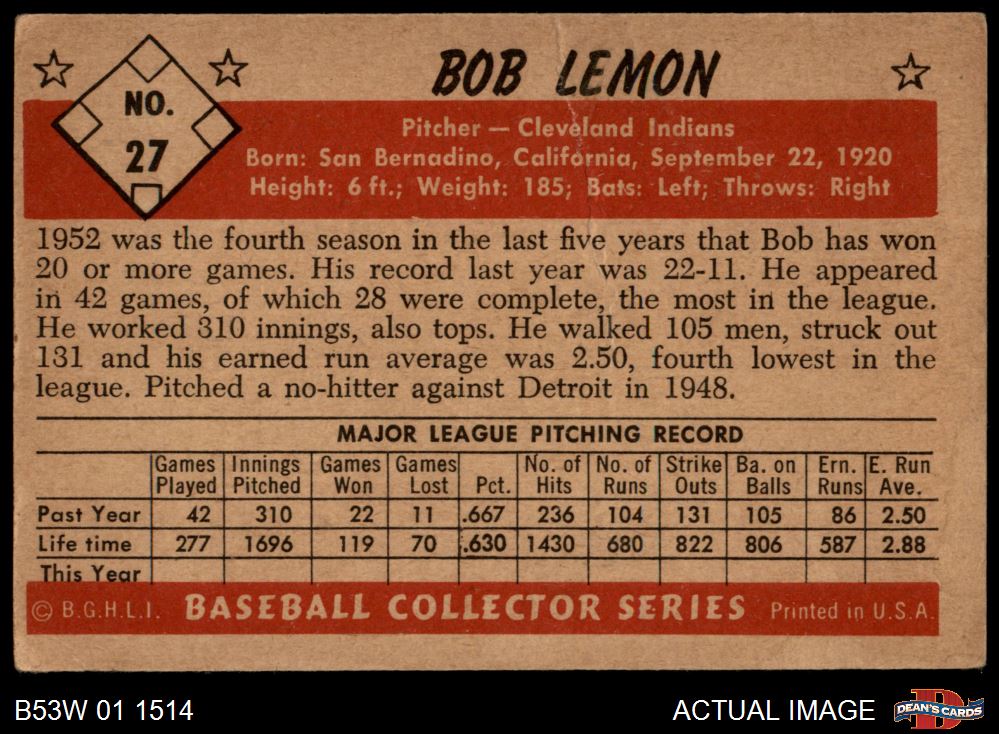 NO.
27
BOB LEMON
Pitcher — Cleveland Indians
Born: San Bernadino, California, September 22, 1920
Height: 6 ft.; Weight: 185; Bats: Left; Throws: Right
1952 was the fourth season in the last five years that Bob has won
20 or more games. His record last year was 22-11. He appeared
in 42 games, of which 28 were complete, the most in the league.
He worked 310 innings, also tops. He walked 105 men, struck out
131 and his earned run average was 2.50, fourth lowest in the
league. Pitched a no-hitter against Detroit in 1948.
MAJOR LEAGUE PITCHING RECORD
Games Innings Games Games No. of No. of Strike Ba. on Ern. E. Run
Played Pitched Won Lost Pct. Hits Runs Outs Balls Runs Ave.
Past Year 42 310 22 11 .667 236 104 131 105 86 2.50
Life time 277 1696 119 70 .630 1430 680 822 806 587 2.88
This Year
© B.G.H.L.I. BASEBALL COLLECTOR SERIES Printed in U.S.A.
B53W 01 1514 ACTUAL IMAGE DEAN'S CARDS